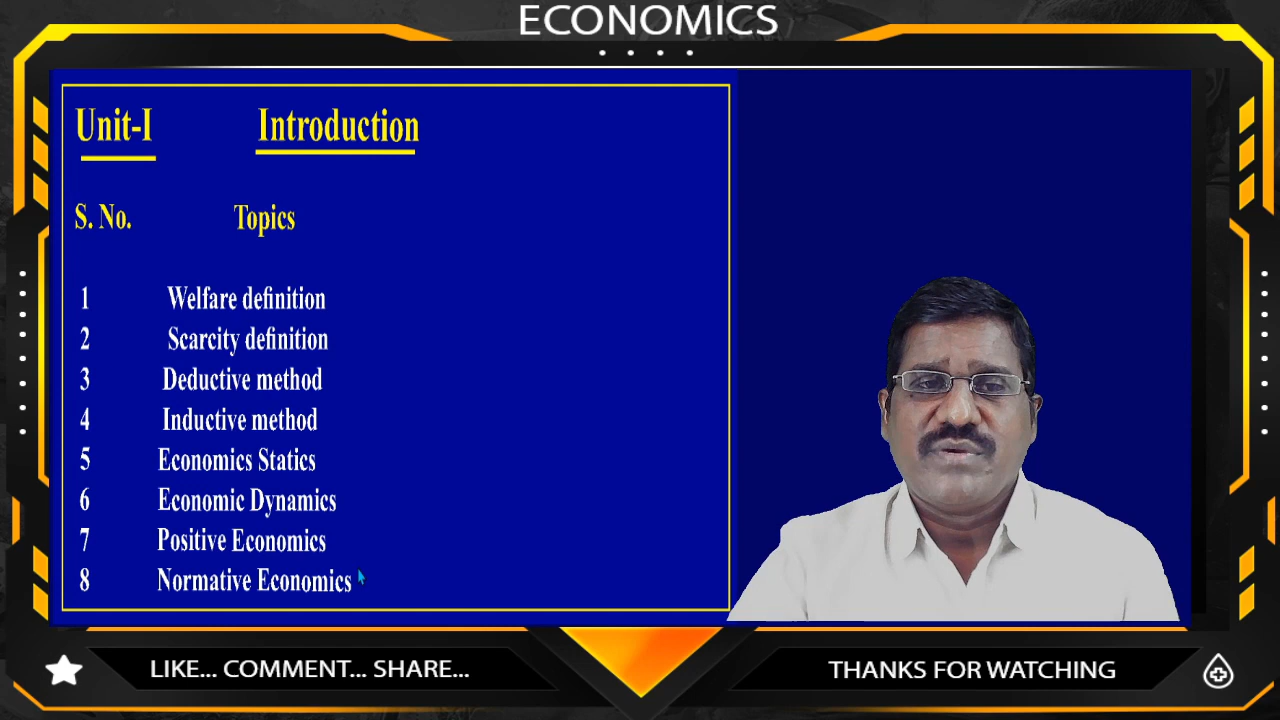 ECONOMICS
Unit-I Introduction
S. No. Topics
1 Welfare definition
2 Scarcity definition
3 Deductive method
4 Inductive method
5 Economics Statics
6 Economic Dynamics
7 Positive Economics
8 Normative Economics
LIKE... COMMENT... SHARE... THANKS FOR WATCHING